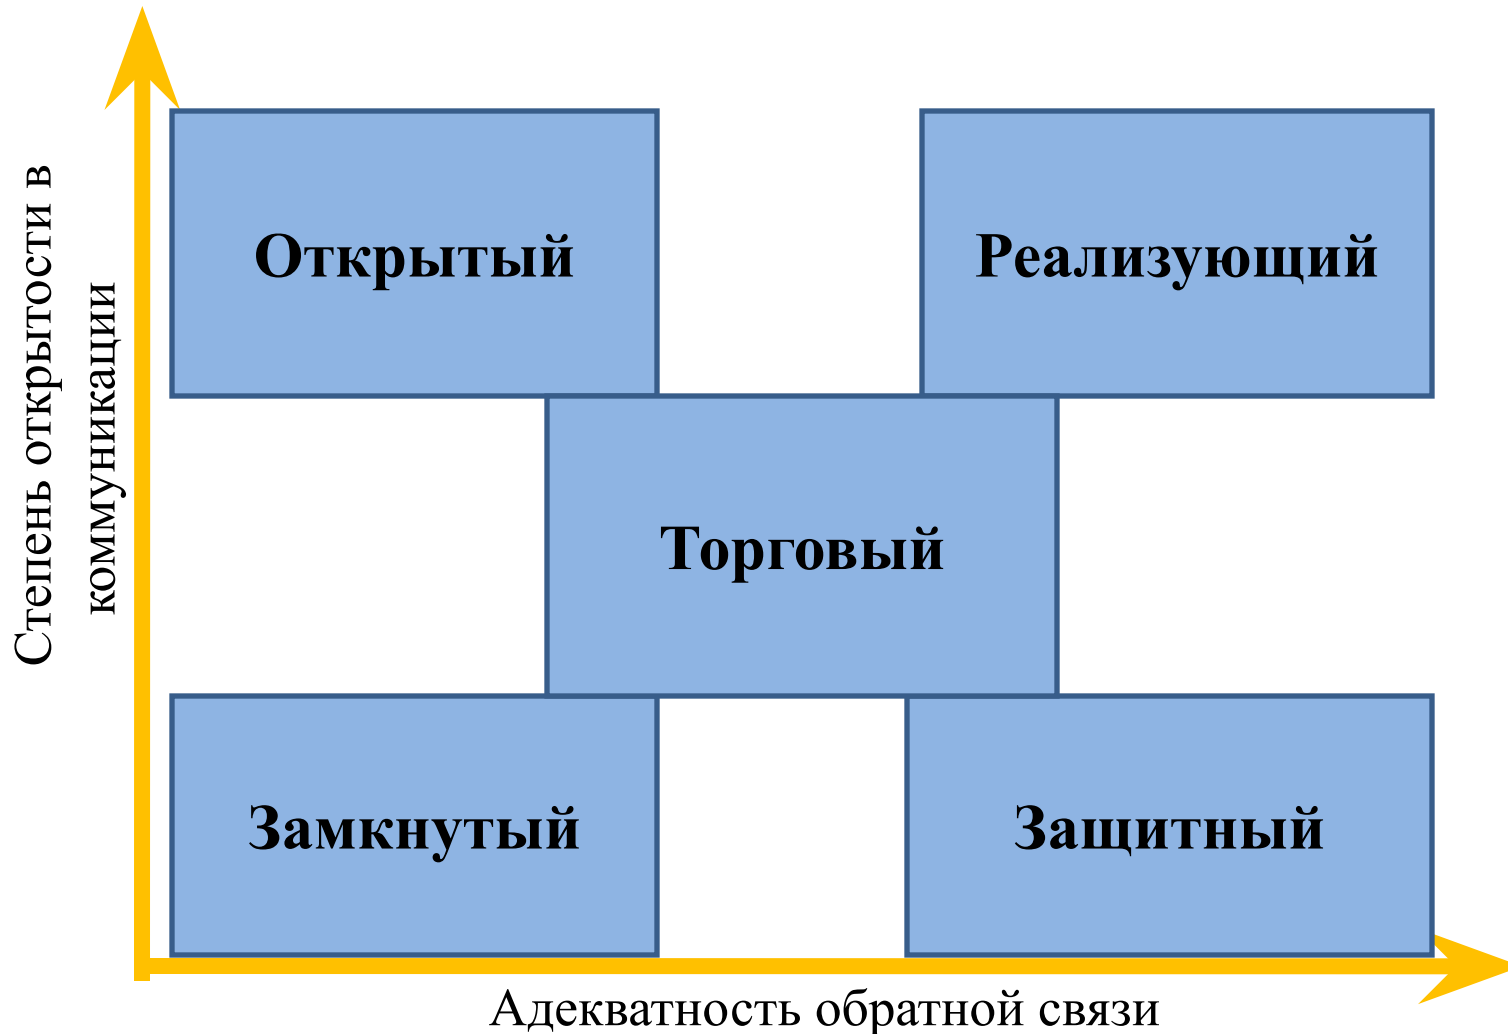 Степень открытости в
коммуникации
Открытый
Реализующий
Торговый
Замкнутый
Защитный
Адекватность обратной связи